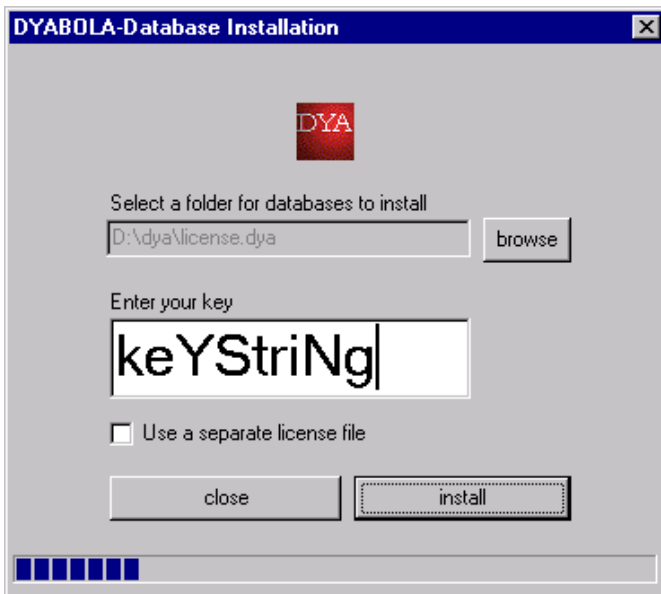 DYABOLA-Database Installation
DYA
Select a folder for databases to install
D:\dya\license.dya
browse
Enter your key
keYStriNg
Use a separate license file
close
install